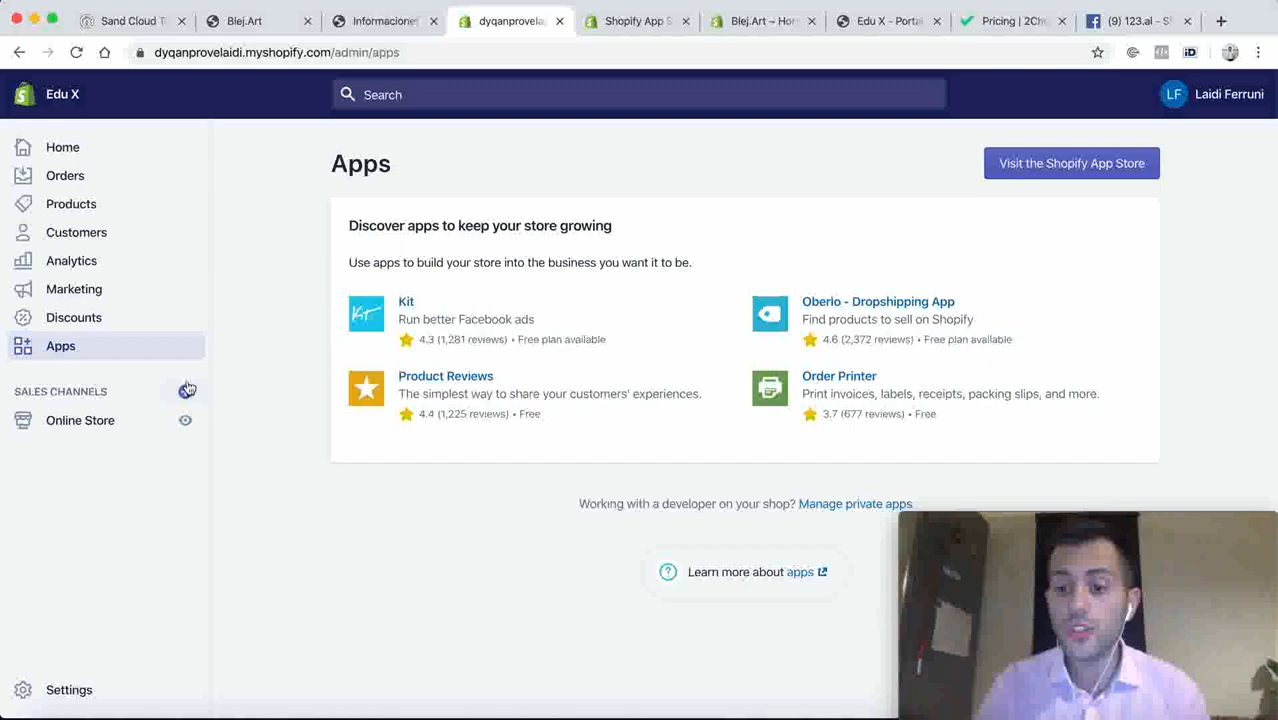 Sand Cloud T
Blej.Art
Informacione
dyqanprovela
Shopify App S
Blej.Art ~ Ho
Edu X - Porta
Pricing | 2Ch
(9) 123.al - S
dyqanprovelaidi.myshopify.com/admin/apps
iD
Edu X
Search
LF
Laidi Ferruni
Home
Orders
Products
Customers
Analytics
Marketing
Discounts
Apps
SALES CHANNELS
Online Store
Settings
Apps
Visit the Shopify App Store
Discover apps to keep your store growing
Use apps to build your store into the business you want it to be.
Kit
Kit
Run better Facebook ads
4.3 (1,281 reviews) • Free plan available
Oberlo - Dropshipping App
Find products to sell on Shopify
4.6 (2,372 reviews) • Free plan available
Product Reviews
The simplest way to share your customers' experiences.
4.4 (1,225 reviews) • Free
Order Printer
Print invoices, labels, receipts, packing slips, and more.
3.7 (677 reviews) • Free
Working with a developer on your shop? Manage private apps
Learn more about apps